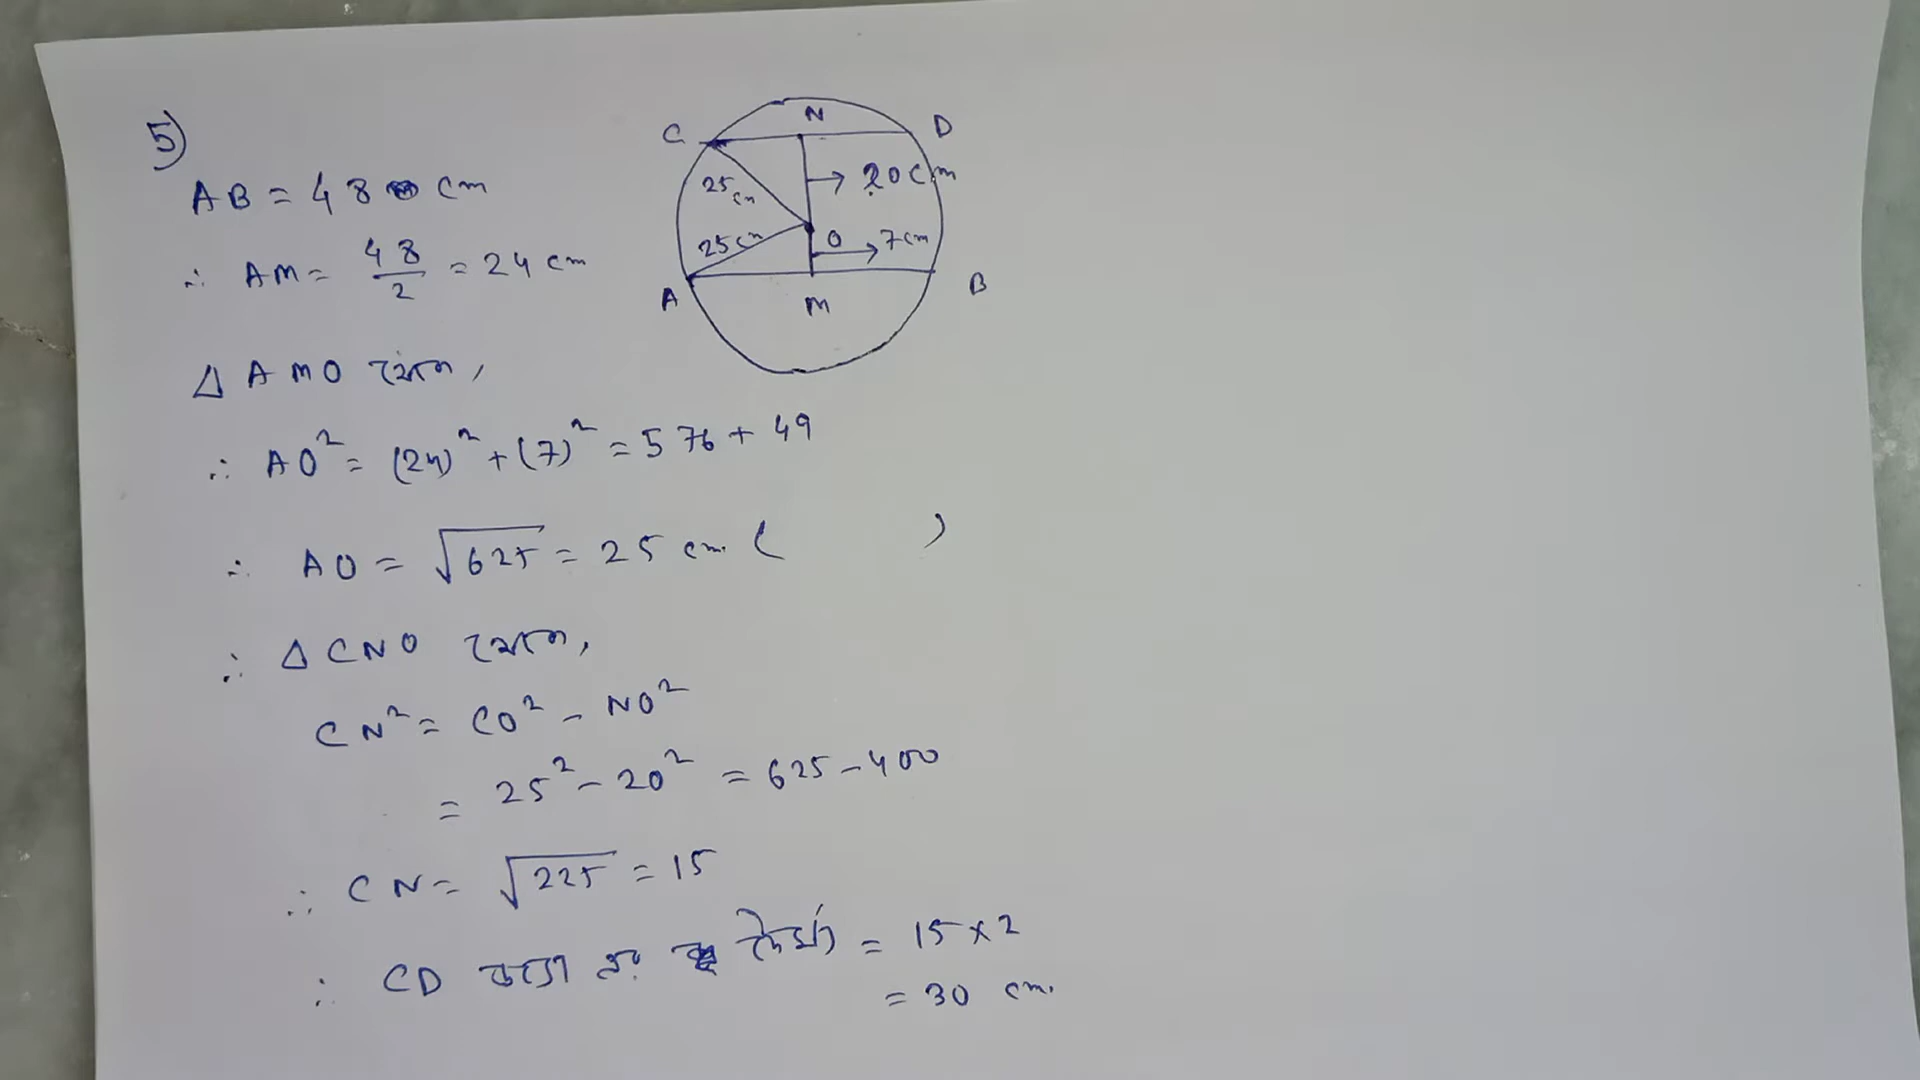 5)
AB = 48 cm
∴ AM = 48/2 = 24 cm
C
N
D
25 cm
20 cm
25 cm
O
7 cm
A
M
B
Δ AMO থেকে,
∴ AO² = (24)² + (7)² = 576 + 49
∴ AO = √625 = 25 cm. ( )
∴ Δ CNO থেকে,
CN² = CO² - NO²
= 25² - 20² = 625 - 400
∴ CN = √225 = 15
∴ CD জ্যা এর দৈর্ঘ্য = 15 × 2
= 30 cm.